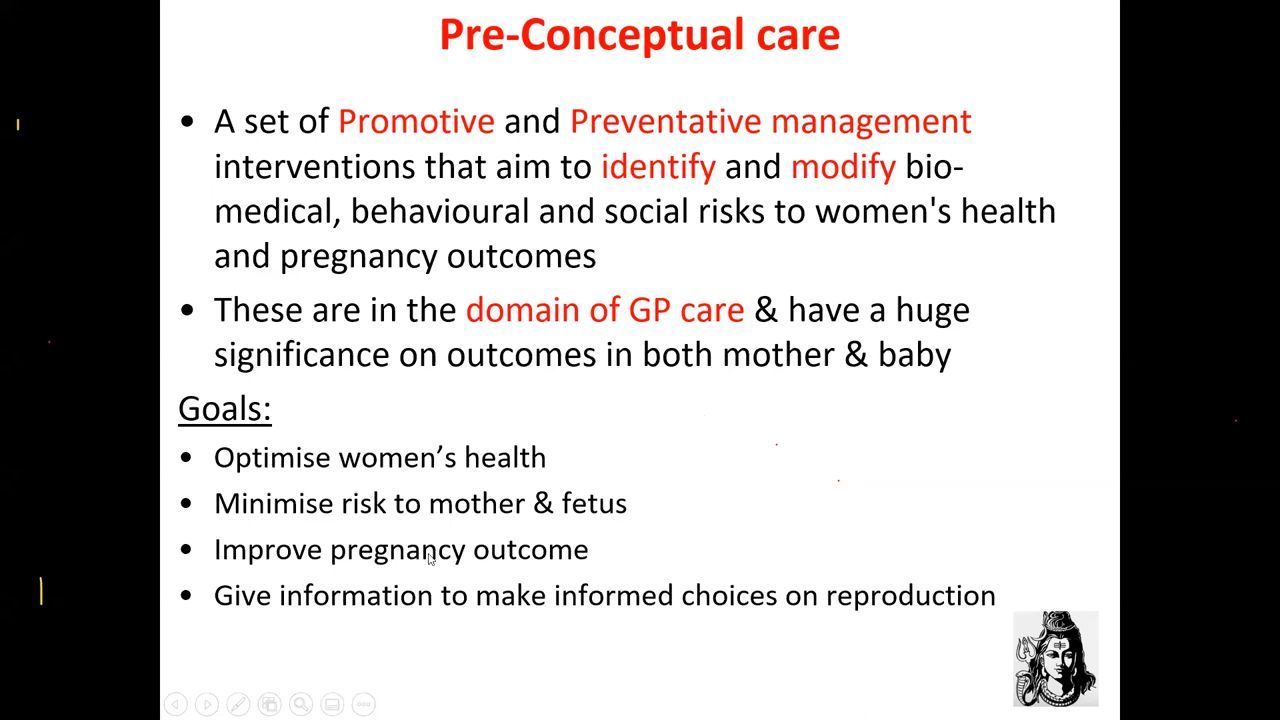 Pre-Conceptual care
• A set of Promotive and Preventative management
interventions that aim to identify and modify bio-
medical, behavioural and social risks to women's health
and pregnancy outcomes
• These are in the domain of GP care & have a huge
significance on outcomes in both mother & baby
Goals:
• Optimise women’s health
• Minimise risk to mother & fetus
• Improve pregnancy outcome
• Give information to make informed choices on reproduction